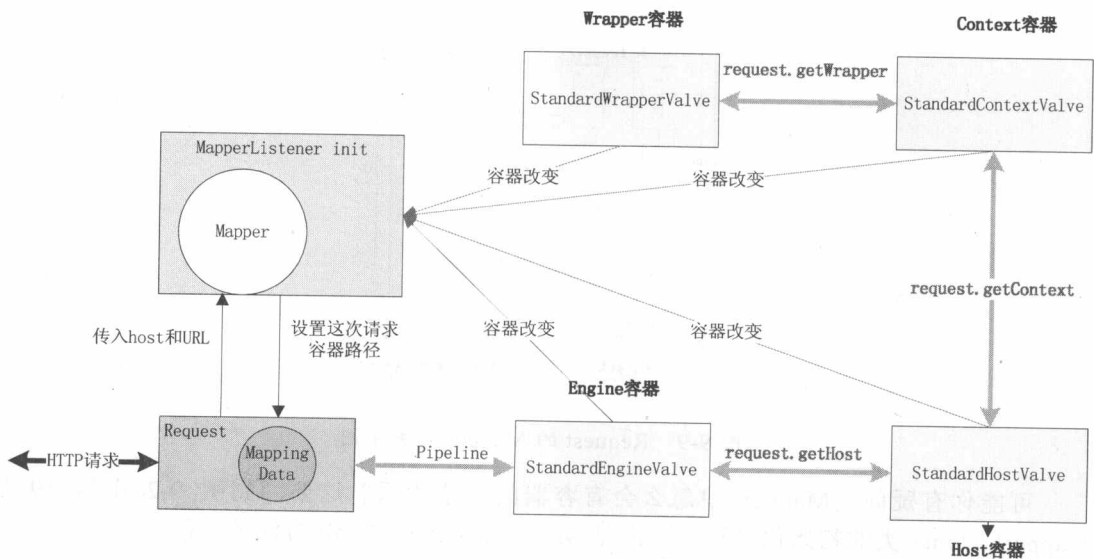 Wrapper容器
Context容器
request.getWrapper
StandardWrapperValve
StandardContextValve
MapperListener init
容器改变
容器改变
Mapper
request.getContext
传入host和URL
设置这次请求
容器路径
容器改变
容器改变
Engine容器
Request
HTTP请求
Mapping
Data
Pipeline
StandardEngineValve
request.getHost
StandardHostValve
Host容器